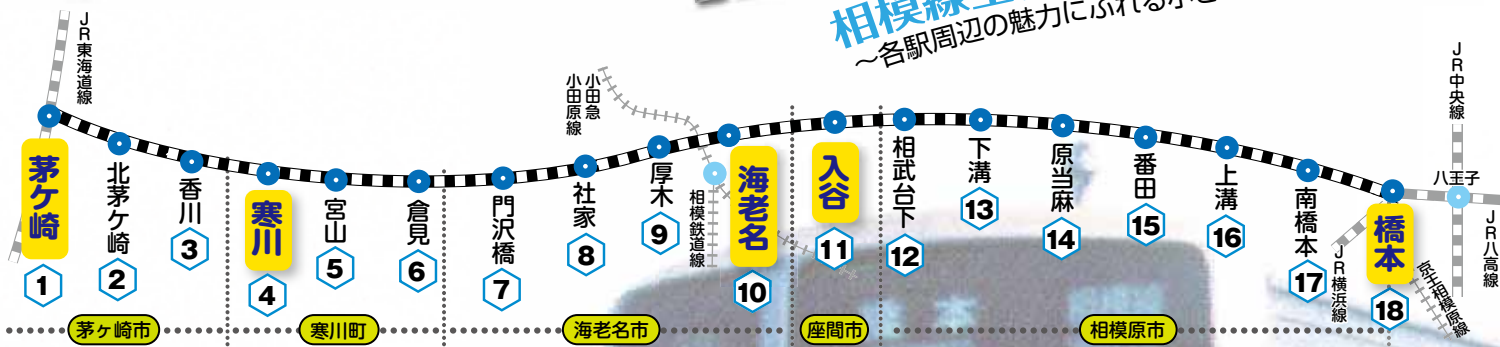 相模線
～各駅周辺の魅力にふれる
JR東海道線
小田急
小田原線
相模鉄道線
JR中央線
八王子
JR八高線
JR横浜線
京王相模原線
茅ケ崎
1
北茅ケ崎
2
香川
3
寒川
4
宮山
5
倉見
6
門沢橋
7
社家
8
厚木
9
海老名
10
入谷
11
相武台下
12
下溝
13
原当麻
14
番田
15
上溝
16
南橋本
17
橋本
18
茅ヶ崎市
寒川町
海老名市
座間市
相模原市